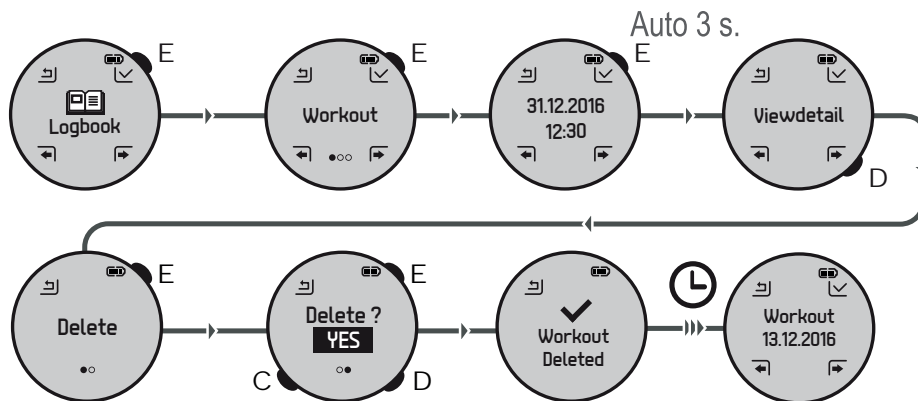 Auto 3 s.
E
E
E
Logbook
Workout
31.12.2016
12:30
Viewdetail
D
E
E
Delete
Delete ?
YES
C
D
Workout
Deleted
Workout
13.12.2016